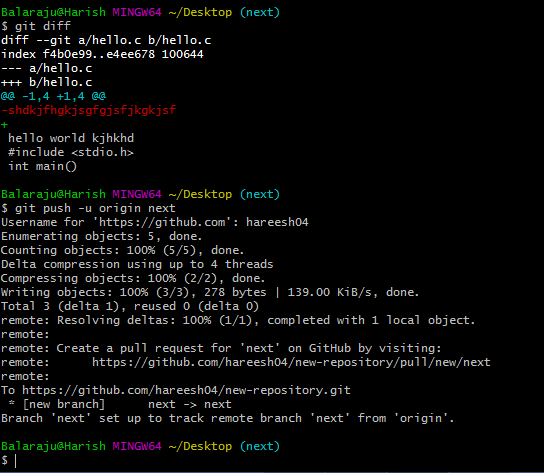 Balaraju@Harish MINGW64 ~/Desktop (next)
$ git diff
diff --git a/hello.c b/hello.c
index f4b0e99..e4ee678 100644
--- a/hello.c
+++ b/hello.c
@@ -1,4 +1,4 @@
-shdkjfhgkjsgfgjsfjkgkjsf
+
 hello world kjhkhd
 #include <stdio.h>
 int main()
Balaraju@Harish MINGW64 ~/Desktop (next)
$ git push -u origin next
Username for 'https://github.com': hareesh04
Enumerating objects: 5, done.
Counting objects: 100% (5/5), done.
Delta compression using up to 4 threads
Compressing objects: 100% (2/2), done.
Writing objects: 100% (3/3), 278 bytes | 139.00 KiB/s, done.
Total 3 (delta 1), reused 0 (delta 0)
remote: Resolving deltas: 100% (1/1), completed with 1 local object.
remote:
remote: Create a pull request for 'next' on GitHub by visiting:
remote:      https://github.com/hareesh04/new-repository/pull/new/next
remote:
To https://github.com/hareesh04/new-repository.git
 * [new branch]      next -> next
Branch 'next' set up to track remote branch 'next' from 'origin'.
Balaraju@Harish MINGW64 ~/Desktop (next)
$